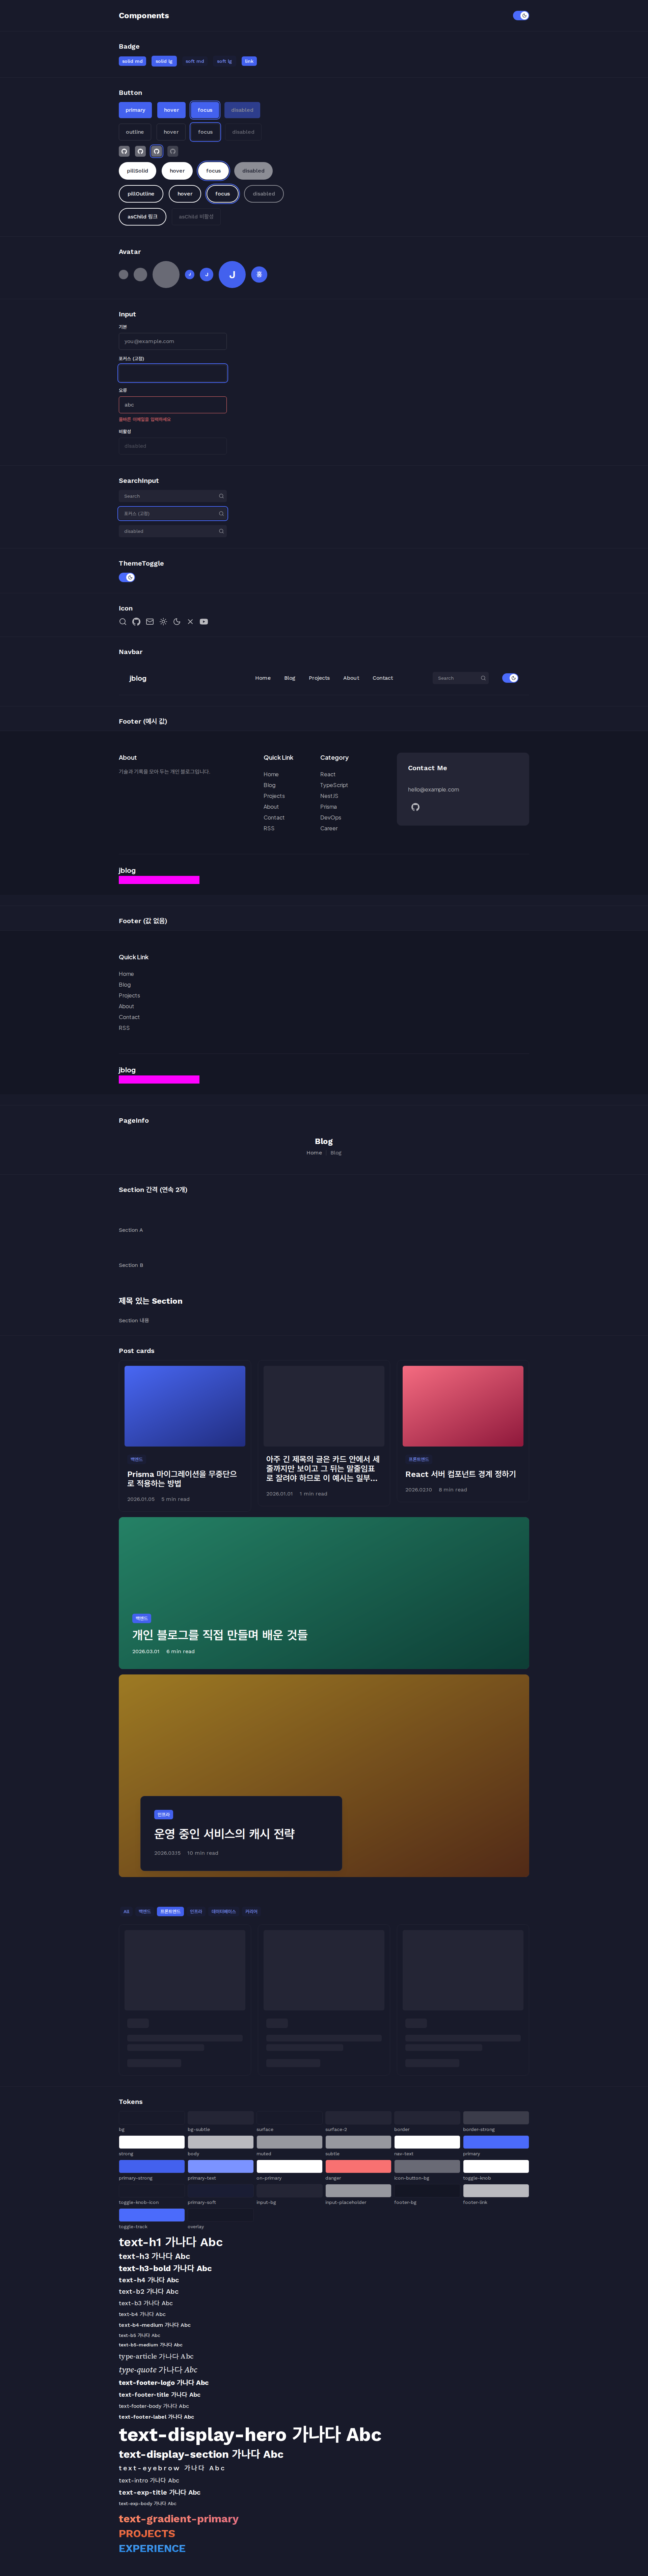 Components
Badge
solid md solid lg soft md soft lg link
Button
primary hover focus disabled
outline hover focus disabled
pillSolid hover focus disabled
pillOutline hover focus disabled
asChild 링크 asChild 비활성
Avatar
J J J 홍
Input
기본
you@example.com
포커스 (고정)
오류
abc
올바른 이메일을 입력하세요
비활성
disabled
SearchInput
Search
포커스 (고정)
disabled
ThemeToggle
Icon
Navbar
jblog Home Blog Projects About Contact Search
Footer (예시 값)
About Quick Link Category Contact Me
기술과 기록을 모아 두는 개인 블로그입니다.
Home React
Blog TypeScript hello@example.com
Projects NestJS
About Prisma
Contact DevOps
RSS Career
jblog
Footer (값 없음)
Quick Link
Home
Blog
Projects
About
Contact
RSS
jblog
PageInfo
Blog
Home Blog
Section 간격 (연속 2개)
Section A
Section B
제목 있는 Section
Section 내용
Post cards
백엔드
Prisma 마이그레이션을 무중단으
로 적용하는 방법
2026.01.05 5 min read
아주 긴 제목의 글은 카드 안에서 세
줄까지만 보이고 그 뒤는 말줄임표
로 잘려야 하므로 이 예시는 일부…
2026.01.01 1 min read
프론트엔드
React 서버 컴포넌트 경계 정하기
2026.02.10 8 min read
백엔드
개인 블로그를 직접 만들며 배운 것들
2026.03.01 6 min read
인프라
운영 중인 서비스의 캐시 전략
2026.03.15 10 min read
All 백엔드 프론트엔드 인프라 데이터베이스 커리어
Tokens
bg bg-subtle surface surface-2 border border-strong
strong body muted subtle nav-text primary
primary-strong primary-text on-primary danger icon-button-bg toggle-knob
toggle-knob-icon primary-soft input-bg input-placeholder footer-bg footer-link
toggle-track overlay
text-h1 가나다 Abc
text-h3 가나다 Abc
text-h3-bold 가나다 Abc
text-h4 가나다 Abc
text-b2 가나다 Abc
text-b3 가나다 Abc
text-b4 가나다 Abc
text-b4-medium 가나다 Abc
text-b5 가나다 Abc
text-b5-medium 가나다 Abc
type-article 가나다 Abc
type-quote 가나다 Abc
text-footer-logo 가나다 Abc
text-footer-title 가나다 Abc
text-footer-body 가나다 Abc
text-footer-label 가나다 Abc
text-display-hero 가나다 Abc
text-display-section 가나다 Abc
text-eyebrow 가나다 Abc
text-intro 가나다 Abc
text-exp-title 가나다 Abc
text-exp-body 가나다 Abc
text-gradient-primary
PROJECTS
EXPERIENCE